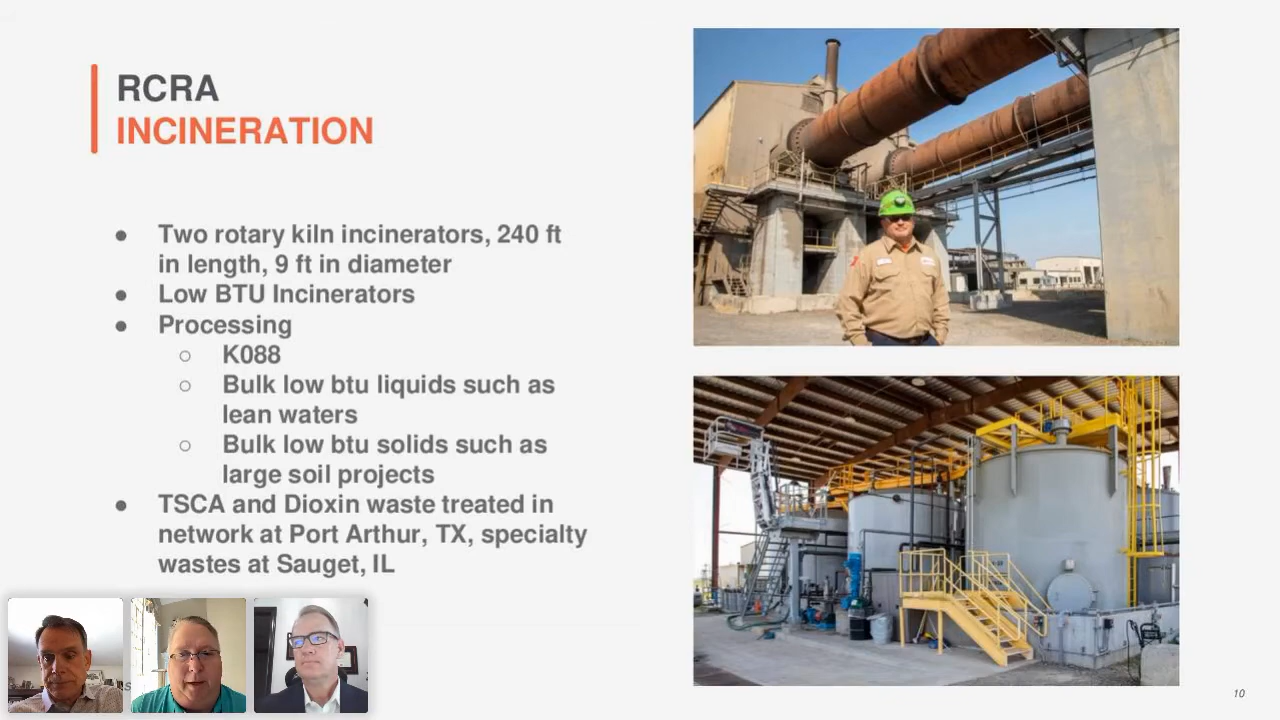 RCRA
INCINERATION
● Two rotary kiln incinerators, 240 ft
in length, 9 ft in diameter
● Low BTU Incinerators
● Processing
○ K088
○ Bulk low btu liquids such as
lean waters
○ Bulk low btu solids such as
large soil projects
● TSCA and Dioxin waste treated in
network at Port Arthur, TX, specialty
wastes at Sauget, IL
10